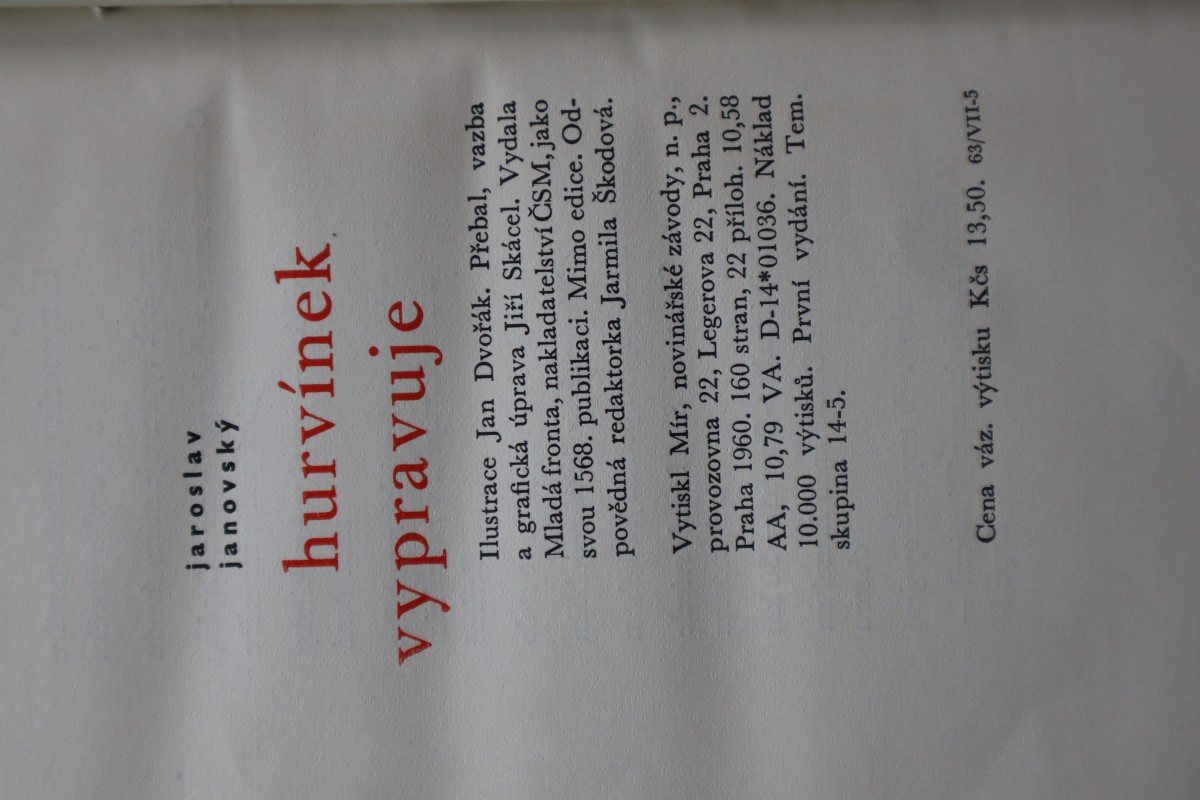 jaroslav
janovský
hurvínek
vypravuje
Ilustrace Jan Dvořák. Přebal, vazba
a grafická úprava Jiří Skácel. Vydala
Mladá fronta, nakladatelství ČSM, jako
svou 1568. publikaci. Mimo edice. Od-
povědná redaktorka Jarmila Škodová.
Vytiskl Mír, novinářské závody, n. p.,
provozovna 22, Legerova 22, Praha 2.
Praha 1960. 160 stran, 22 příloh. 10,58
AA, 10,79 VA. D-14*01036. Náklad
10.000 výtisků. První vydání. Tem.
skupina 14-5.
Cena váz. výtisku Kčs 13,50. 63/VII-5